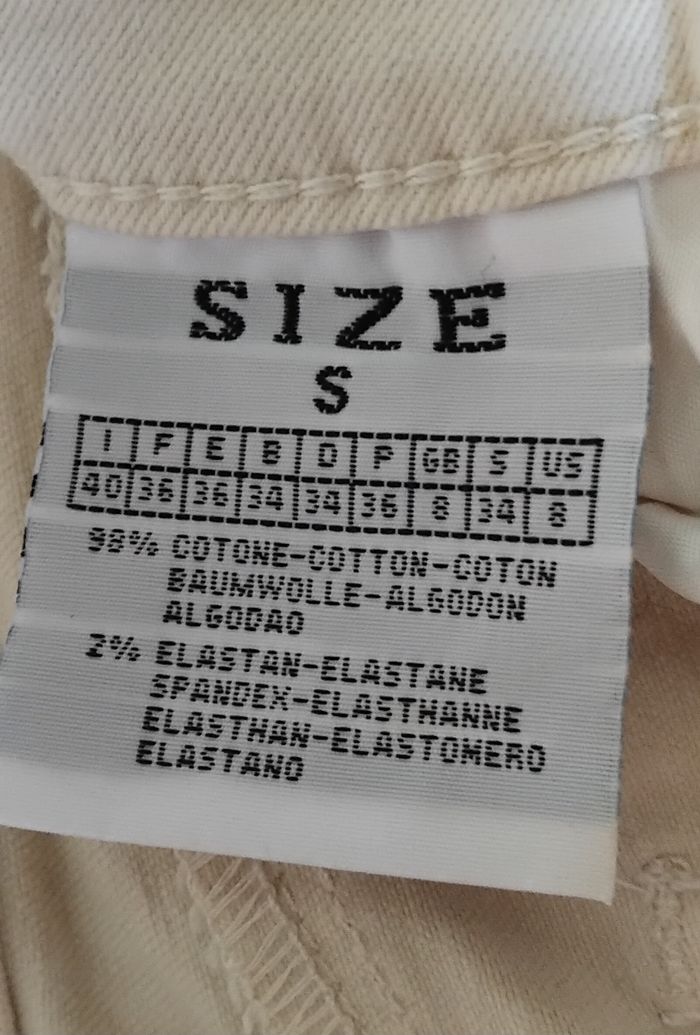 SIZE
S
I F E B D P GB S US
40 36 36 34 34 36 8 34 8
98% COTONE-COTTON-COTON
BAUMWOLLE-ALGODON
ALGODAO
2% ELASTAN-ELASTANE
SPANDEX-ELASTHANNE
ELASTHAN-ELASTOMERO
ELASTANO